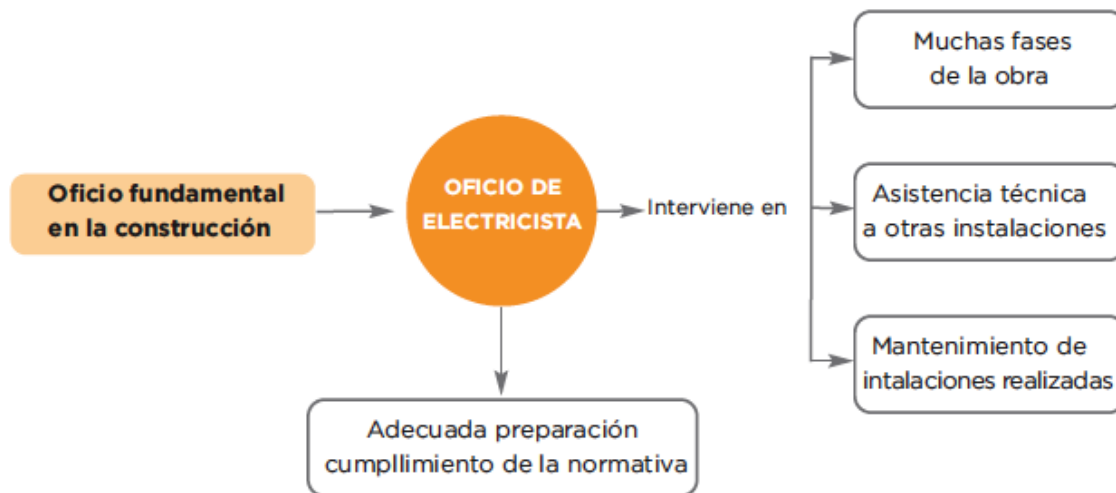 Oficio fundamental
en la construcción
OFICIO DE
ELECTRICISTA
Interviene en
Muchas fases
de la obra
Asistencia técnica
a otras instalaciones
Mantenimiento de
intalaciones realizadas
Adecuada preparación
cumpllimiento de la normativa